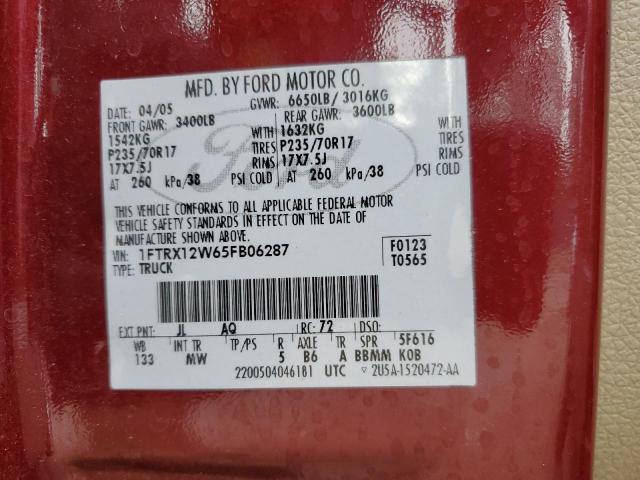 MFD. BY FORD MOTOR CO.
DATE: 04/05 GVWR: 6650LB/ 3016KG
FRONT GAWR: 3400LB REAR GAWR: 3600LB
1542KG WITH 1632KG WITH
P235/70R17 TIRES P235/70R17 TIRES
17X7.5J RIMS 17X7.5J RIMS
AT 260 kPa/38 PSI COLD AT 260 kPa/38 PSI COLD
Ford
THIS VEHICLE CONFORMS TO ALL APPLICABLE FEDERAL MOTOR
VEHICLE SAFETY STANDARDS IN EFFECT ON THE DATE OF
MANUFACTURE SHOWN ABOVE.
VIN: 1FTRX12W65FB06287 F0123
TYPE: TRUCK T0565
EXT PNT: JL AQ RC: 72 DSO:
WB INT TR TP/PS R AXLE TR SPR 5F616
133 MW 5 B6 A BBMM KOB
2200504046181 UTC ▽ 2U5A-1520472-AA